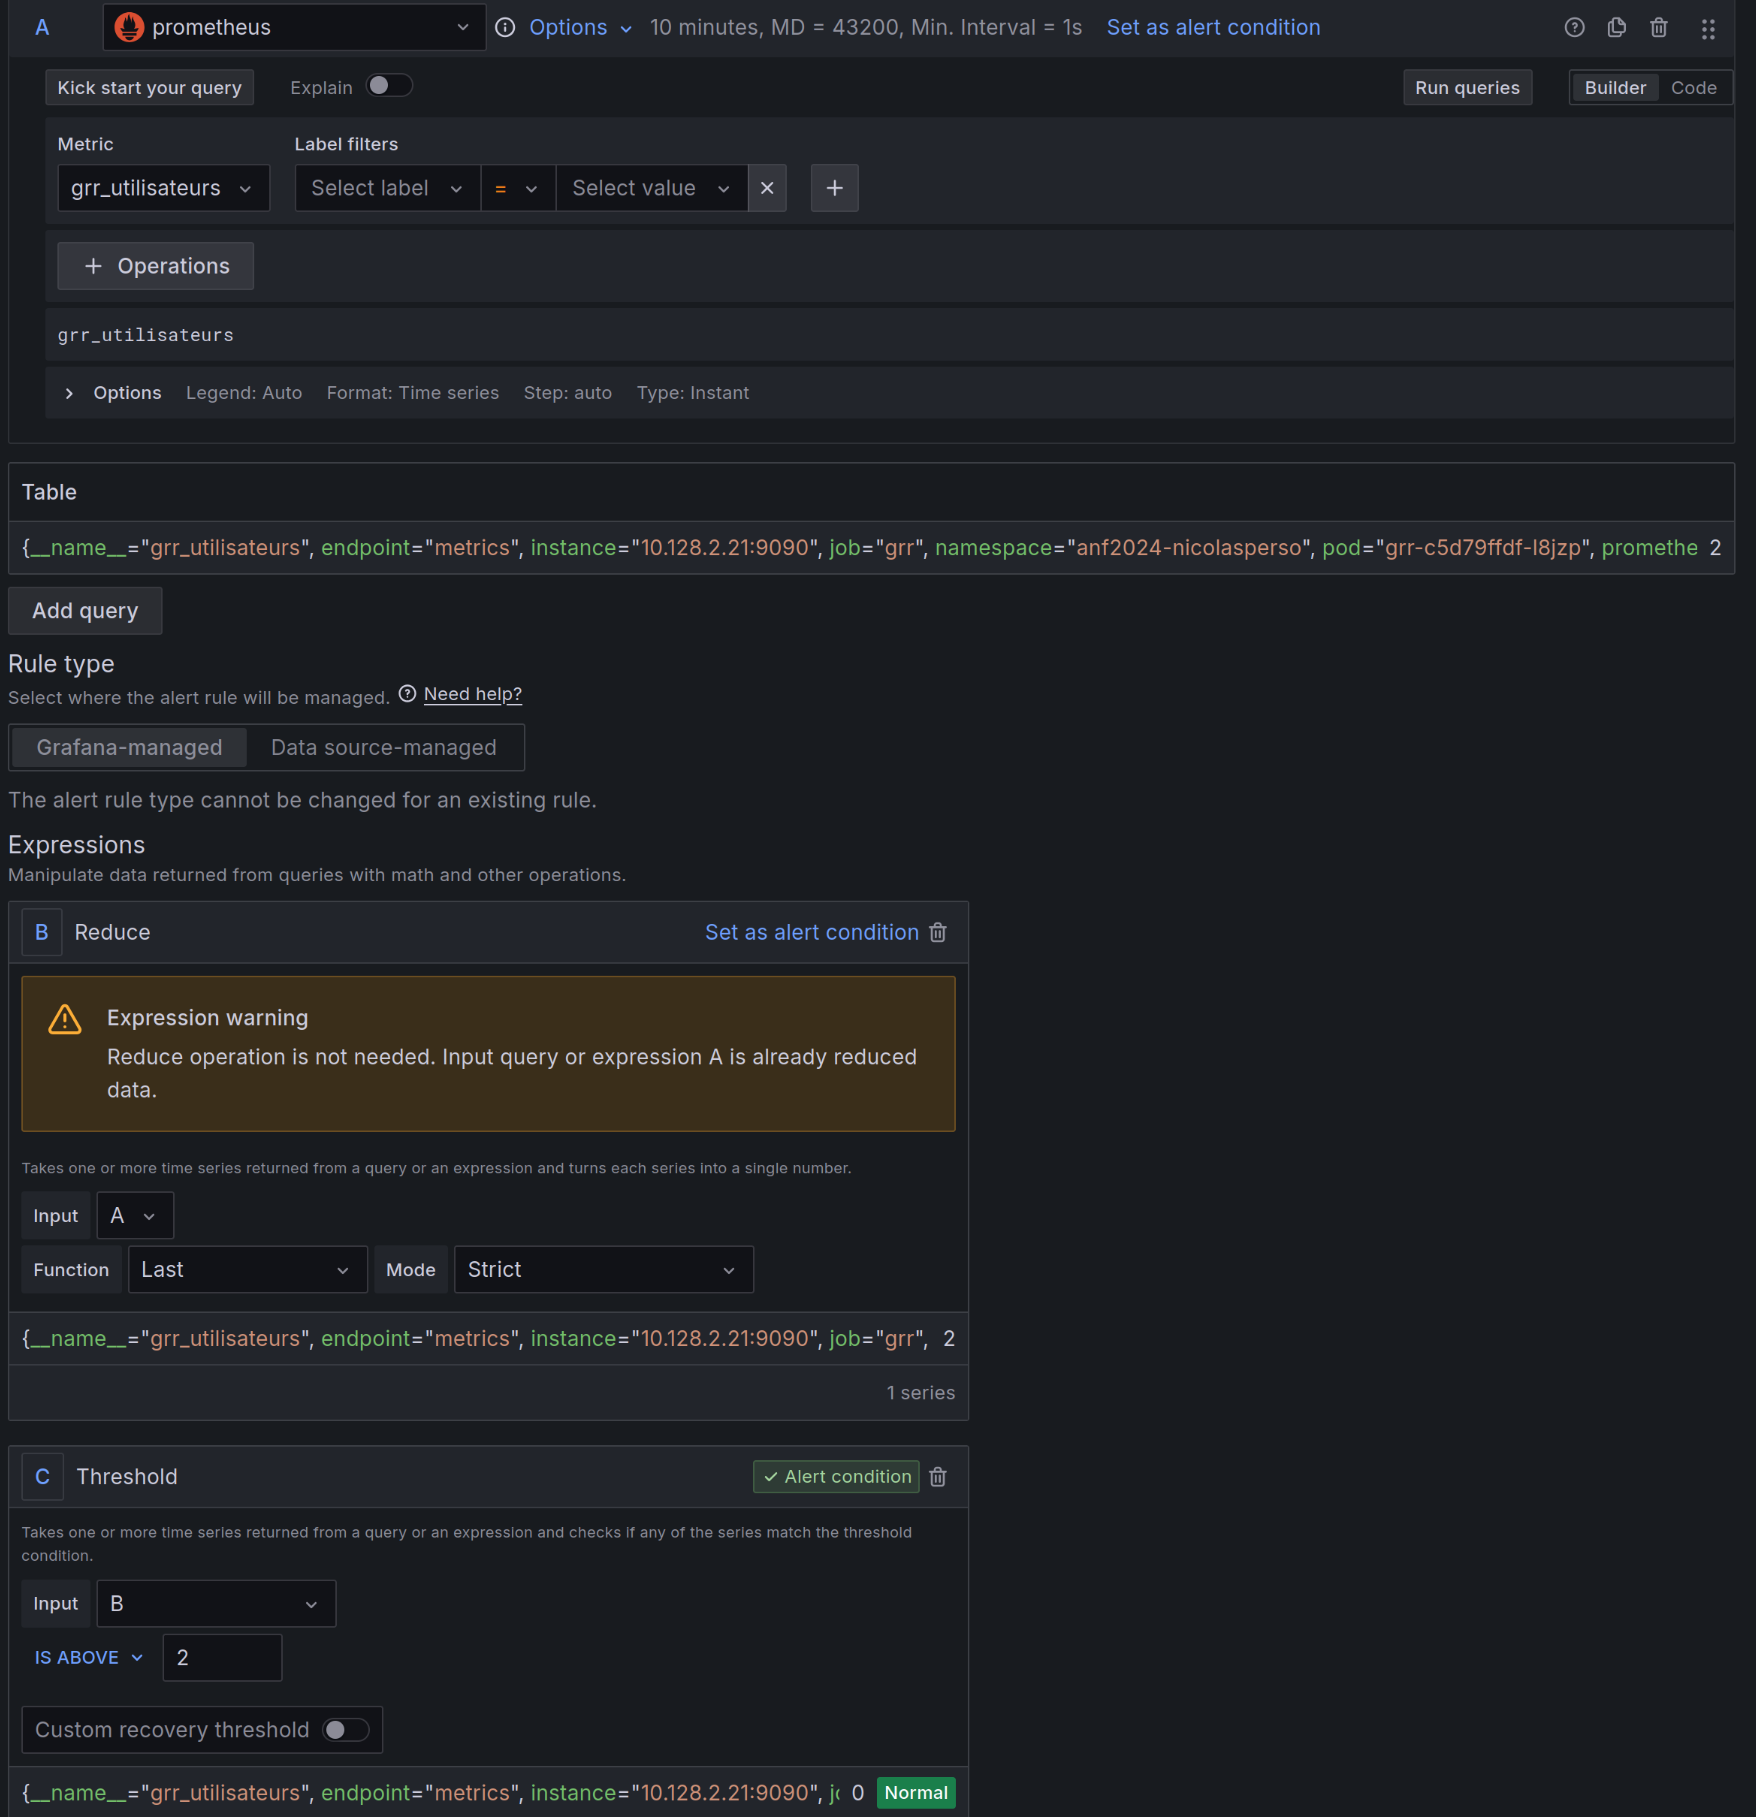 A prometheus Options 10 minutes, MD = 43200, Min. Interval = 1s Set as alert condition
Kick start your query Explain Run queries Builder Code
Metric Label filters
grr_utilisateurs Select label = Select value
+ Operations
grr_utilisateurs
Options Legend: Auto Format: Time series Step: auto Type: Instant
Table
{__name__="grr_utilisateurs", endpoint="metrics", instance="10.128.2.21:9090", job="grr", namespace="anf2024-nicolasperso", pod="grr-c5d79ffdf-l8jzp", promethe 2
Add query
Rule type
Select where the alert rule will be managed. Need help?
Grafana-managed Data source-managed
The alert rule type cannot be changed for an existing rule.
Expressions
Manipulate data returned from queries with math and other operations.
B Reduce Set as alert condition
Expression warning
Reduce operation is not needed. Input query or expression A is already reduced
data.
Takes one or more time series returned from a query or an expression and turns each series into a single number.
Input A
Function Last Mode Strict
{__name__="grr_utilisateurs", endpoint="metrics", instance="10.128.2.21:9090", job="grr", 2
1 series
C Threshold Alert condition
Takes one or more time series returned from a query or an expression and checks if any of the series match the threshold
condition.
Input B
IS ABOVE 2
Custom recovery threshold
{__name__="grr_utilisateurs", endpoint="metrics", instance="10.128.2.21:9090", 0 Normal